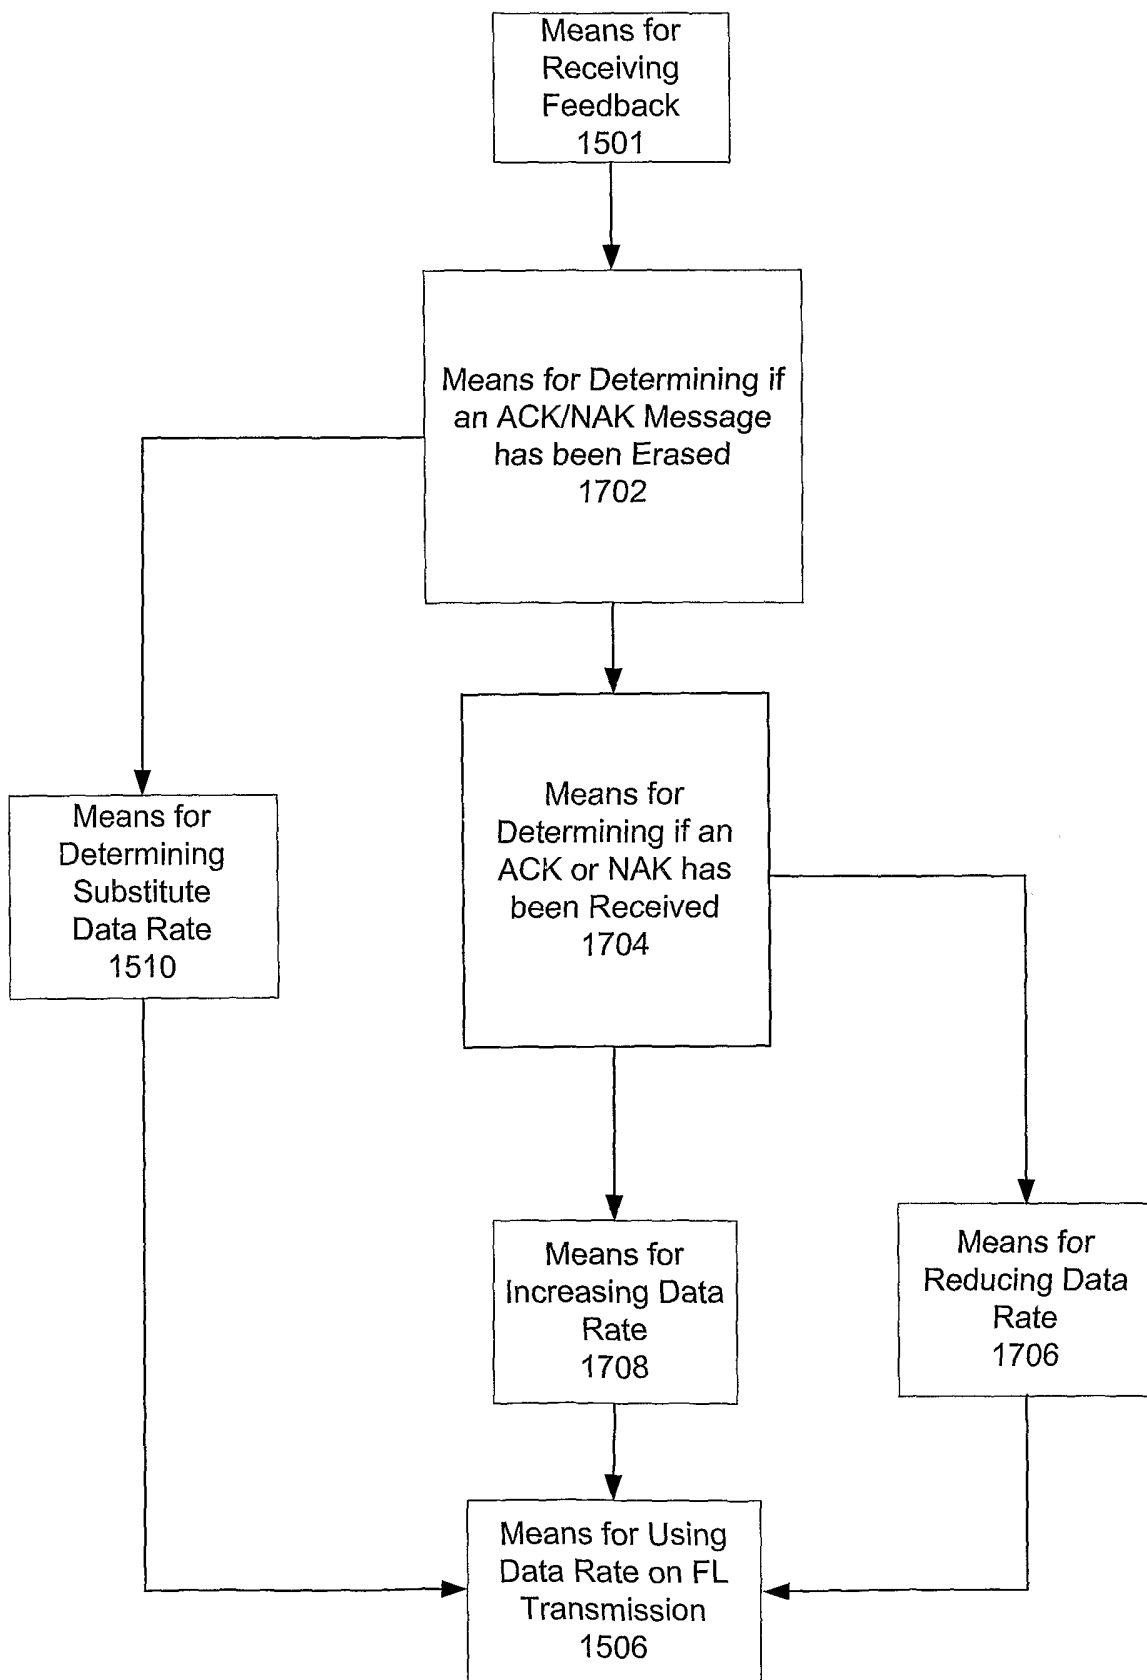 Means for
Receiving
Feedback
1501
Means for Determining if
an ACK/NAK Message
has been Erased
1702
Means for
Determining
Substitute
Data Rate
1510
Means for
Determining if an
ACK or NAK has
been Received
1704
Means for
Increasing Data
Rate
1708
Means for
Reducing Data
Rate
1706
Means for Using
Data Rate on FL
Transmission
1506